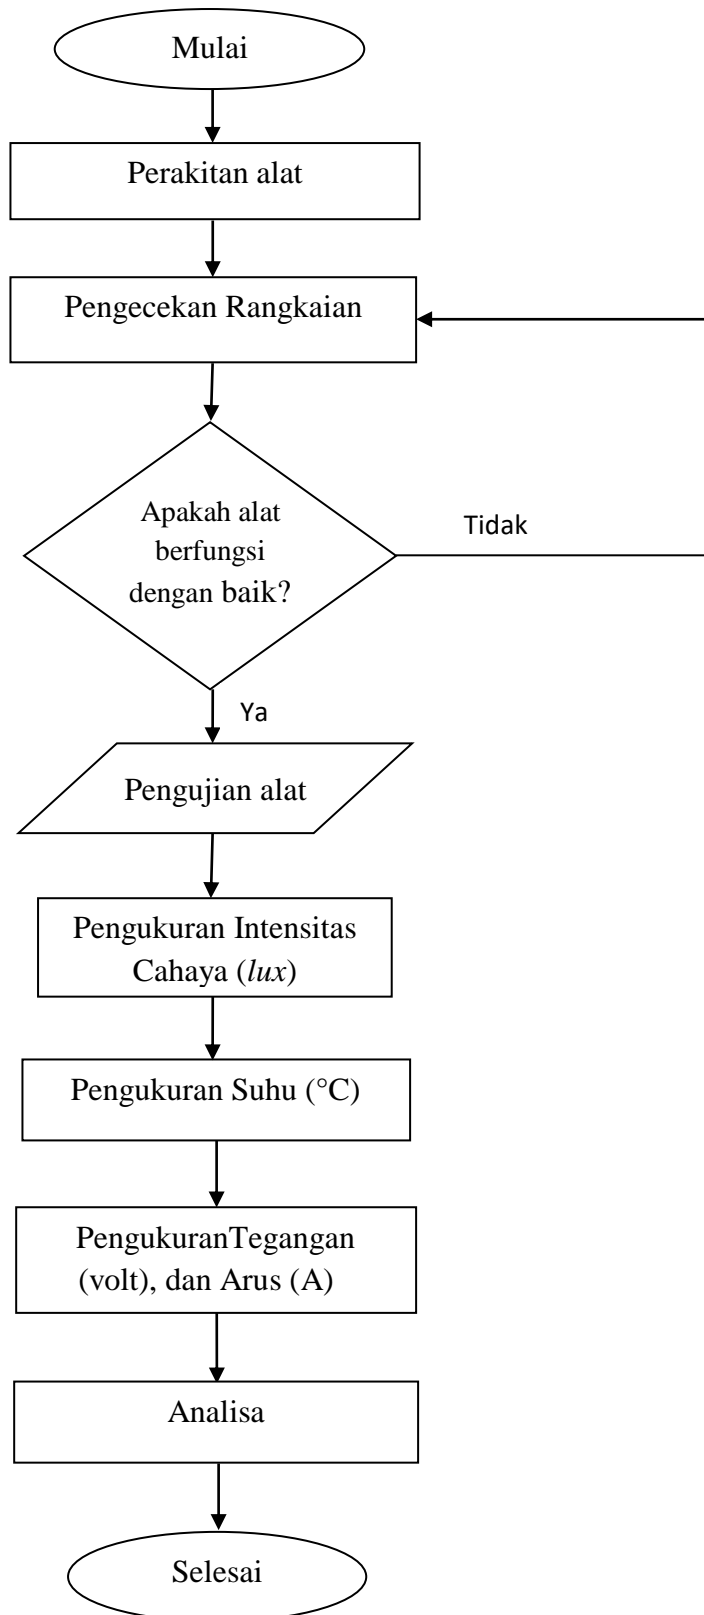 Mulai
Perakitan alat
Pengecekan Rangkaian
Apakah alat
berfungsi
dengan baik?
Tidak
Ya
Pengujian alat
Pengukuran Intensitas
Cahaya (lux)
Pengukuran Suhu (°C)
PengukuranTegangan
(volt), dan Arus (A)
Analisa
Selesai